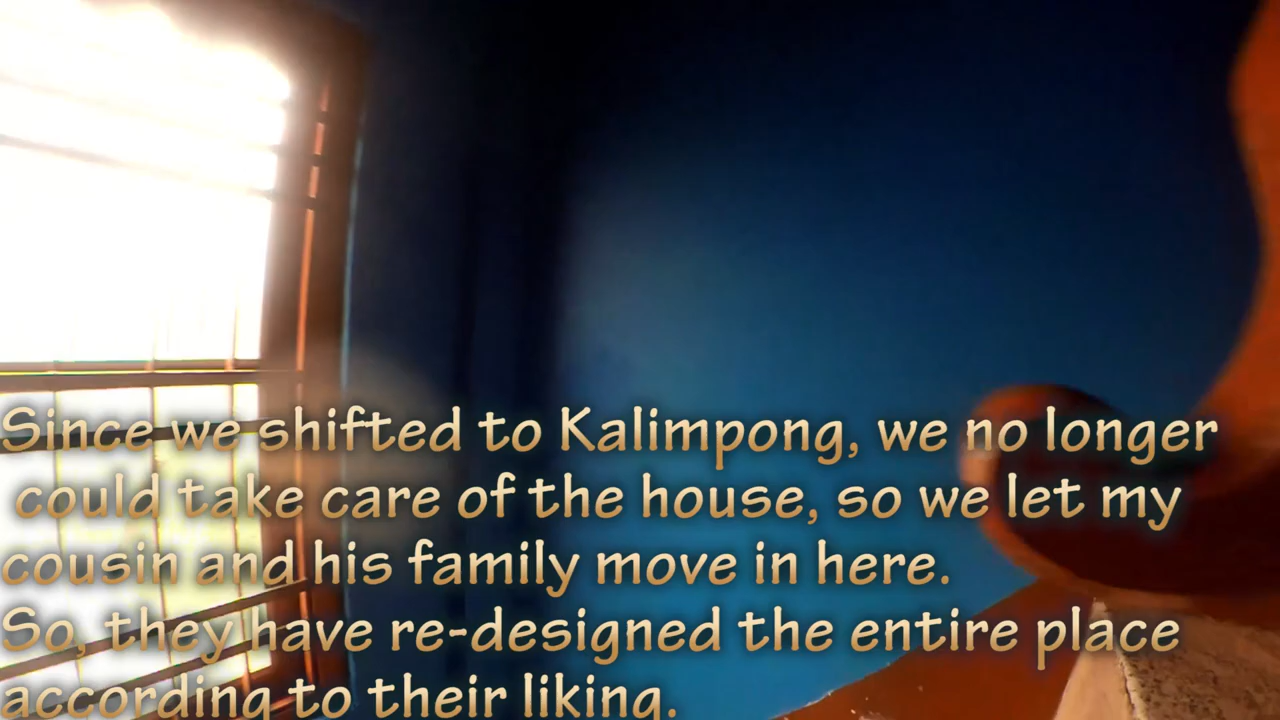 Since we shifted to Kalimpong, we no longer
could take care of the house, so we let my
cousin and his family move in here.
So, they have re-designed the entire place
according to their liking.